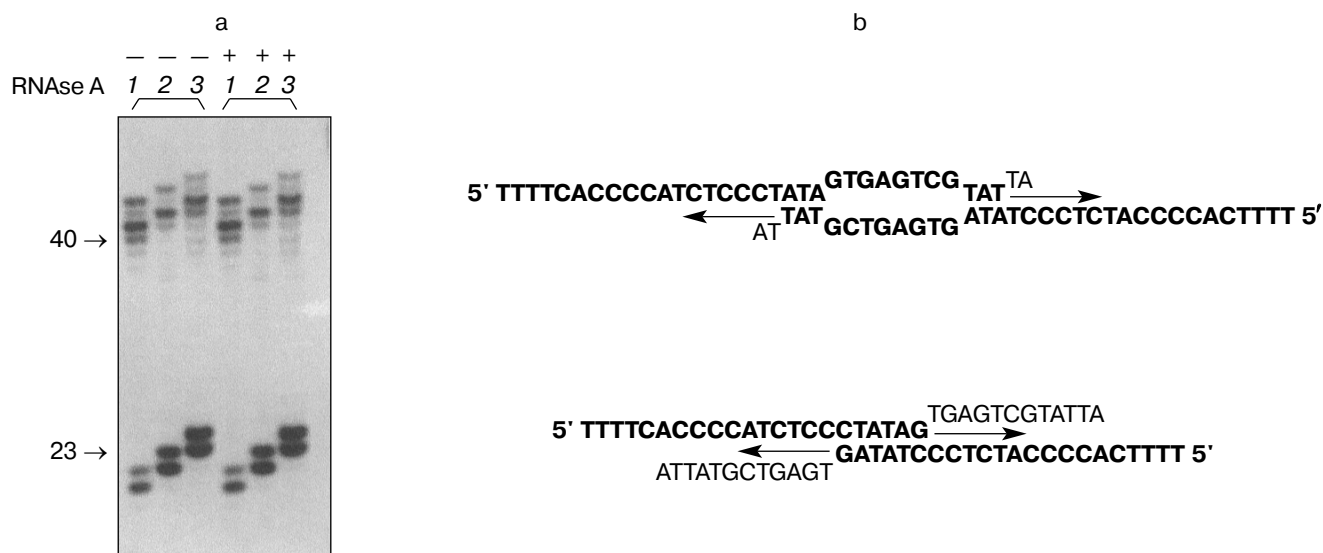 a
b
— — — + + +
RNAse A 1 2 3 1 2 3
40 →
23 →
5' TTTTCACCCCATCTCCCTATA GTGAGTCG TAT TA
AT TAT GCTGAGTG ATATCCCTCTACCCCACTTTT 5'
5' TTTTCACCCCATCTCCCTATAG TGAGTCGTATTA
ATTATGCTGAGT GATATCCCTCTACCCCACTTTT 5'